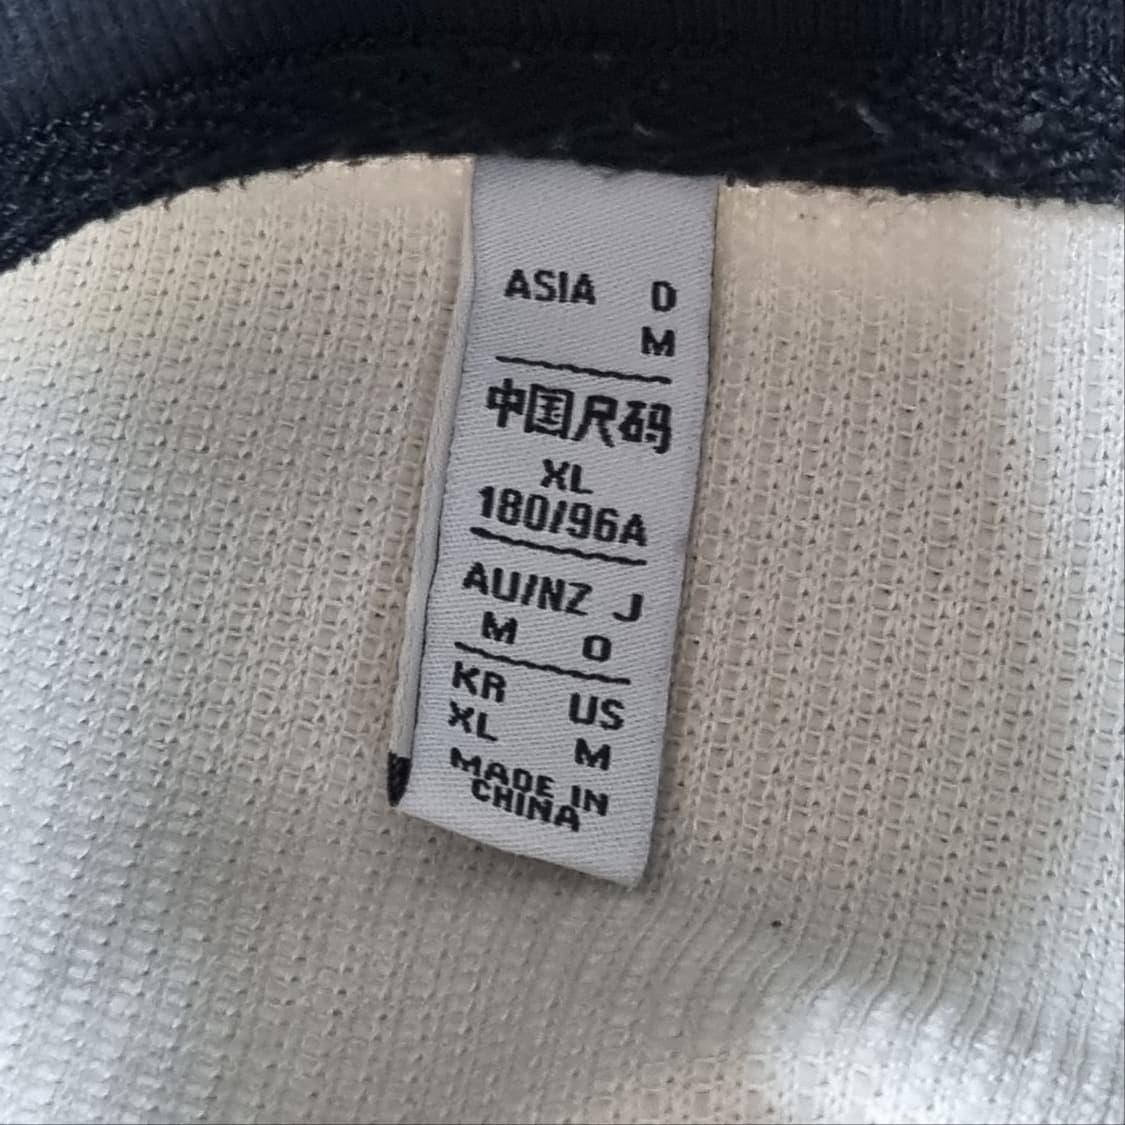 ASIA D
M
中国尺码
XL
180/96A
AU/NZ J
M O
KR US
XL M
MADE IN
CHINA